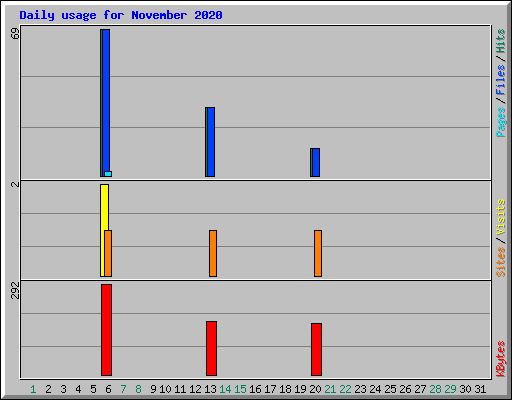 Daily usage for November 2020
69
2
292
Pages / Files / Hits
Sites / Visits
KBytes
1 2 3 4 5 6 7 8 9 10 11 12 13 14 15 16 17 18 19 20 21 22 23 24 25 26 27 28 29 30 31